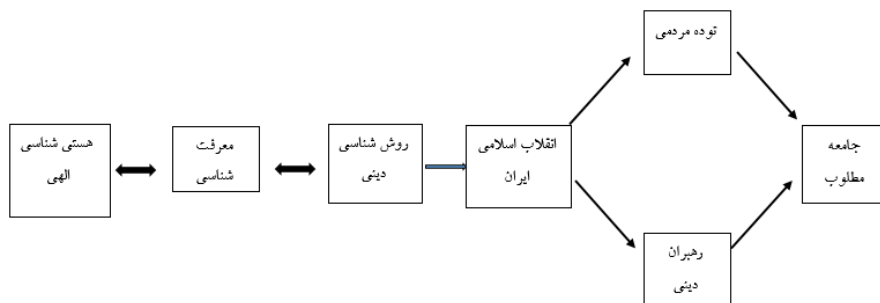 توده مردمی
هستی شناسی
الهی
معرفت
شناسی
روش شناسی
دینی
انقلاب اسلامی
ایران
جامعه
مطلوب
رهبران
دینی